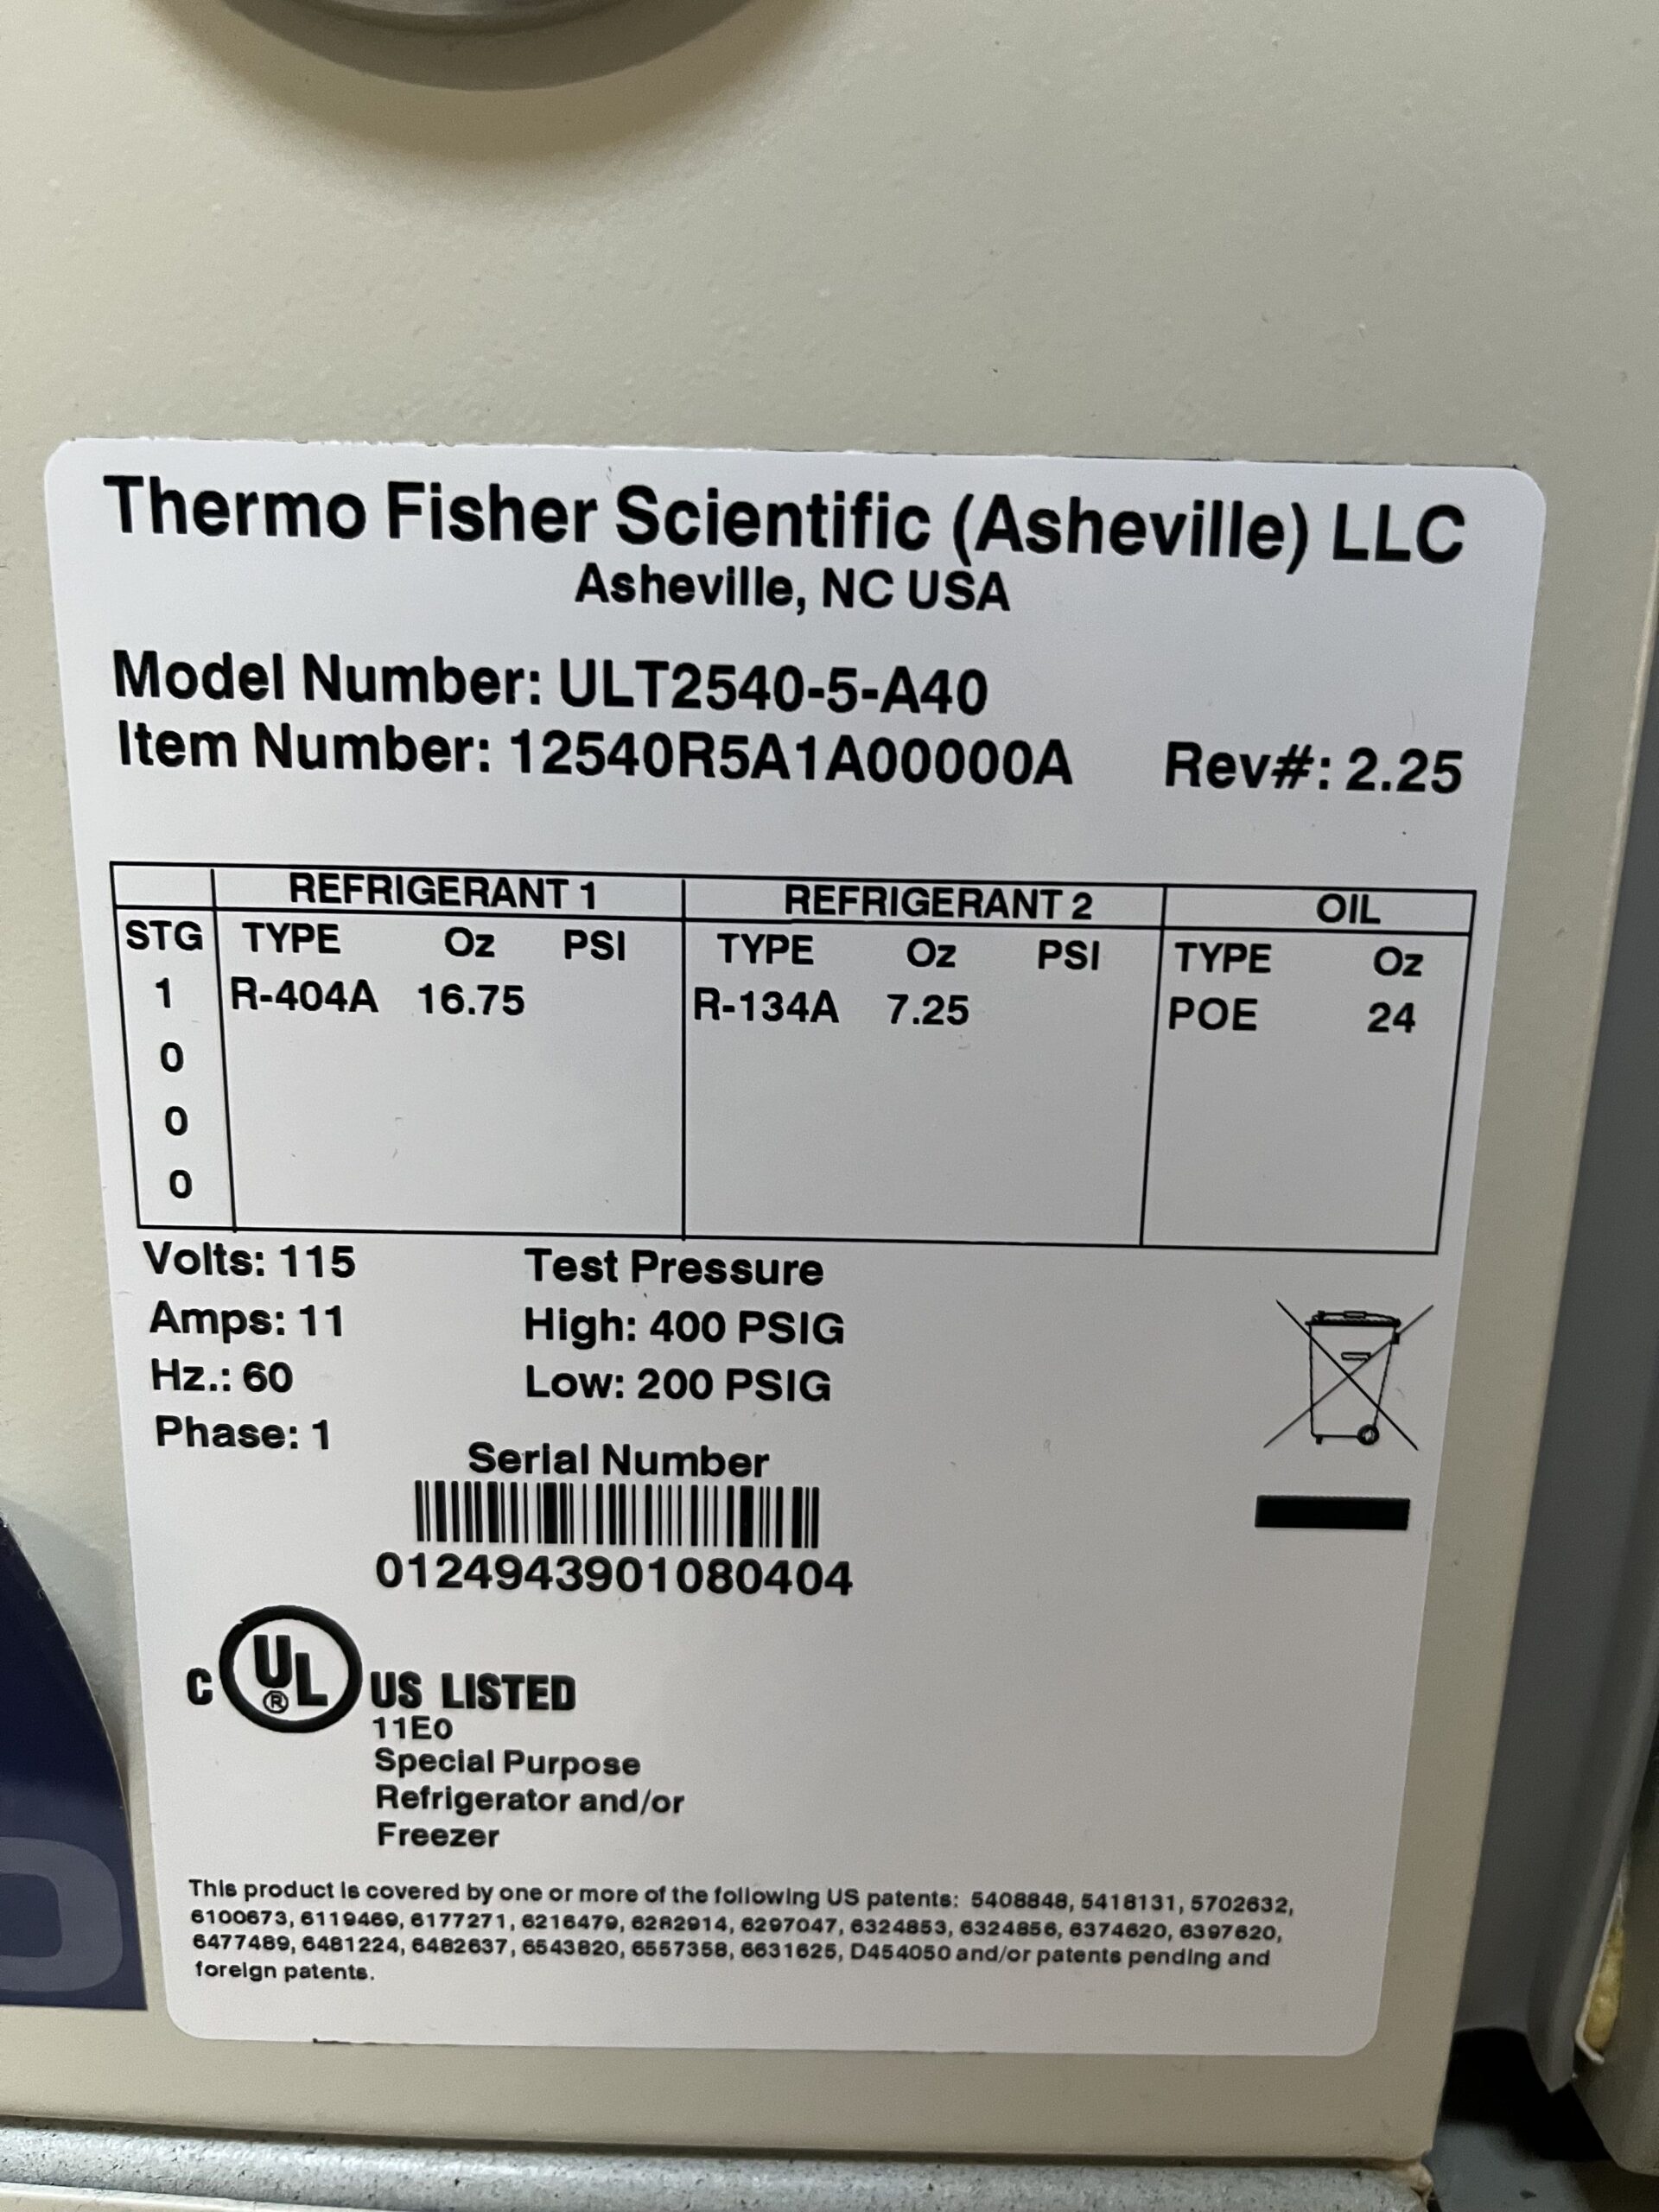 Thermo Fisher Scientific (Asheville) LLC
Asheville, NC USA
Model Number: ULT2540-5-A40
Item Number: 12540R5A1A00000A Rev#: 2.25
REFRIGERANT 1 REFRIGERANT 2 OIL
STG TYPE Oz PSI TYPE Oz PSI TYPE Oz
1 R-404A 16.75 R-134A 7.25 POE 24
0
0
0
Volts: 115 Test Pressure
Amps: 11 High: 400 PSIG
Hz.: 60 Low: 200 PSIG
Phase: 1
Serial Number
0124943901080404
C UL ® US LISTED
11E0
Special Purpose
Refrigerator and/or
Freezer
This product is covered by one or more of the following US patents: 5408848, 5418131, 5702632,
6100673, 6119469, 6177271, 6216479, 6282914, 6297047, 6324853, 6324856, 6374620, 6397620,
6477489, 6481224, 6482637, 6543820, 6557358, 6631625, D454050 and/or patents pending and
foreign patents.